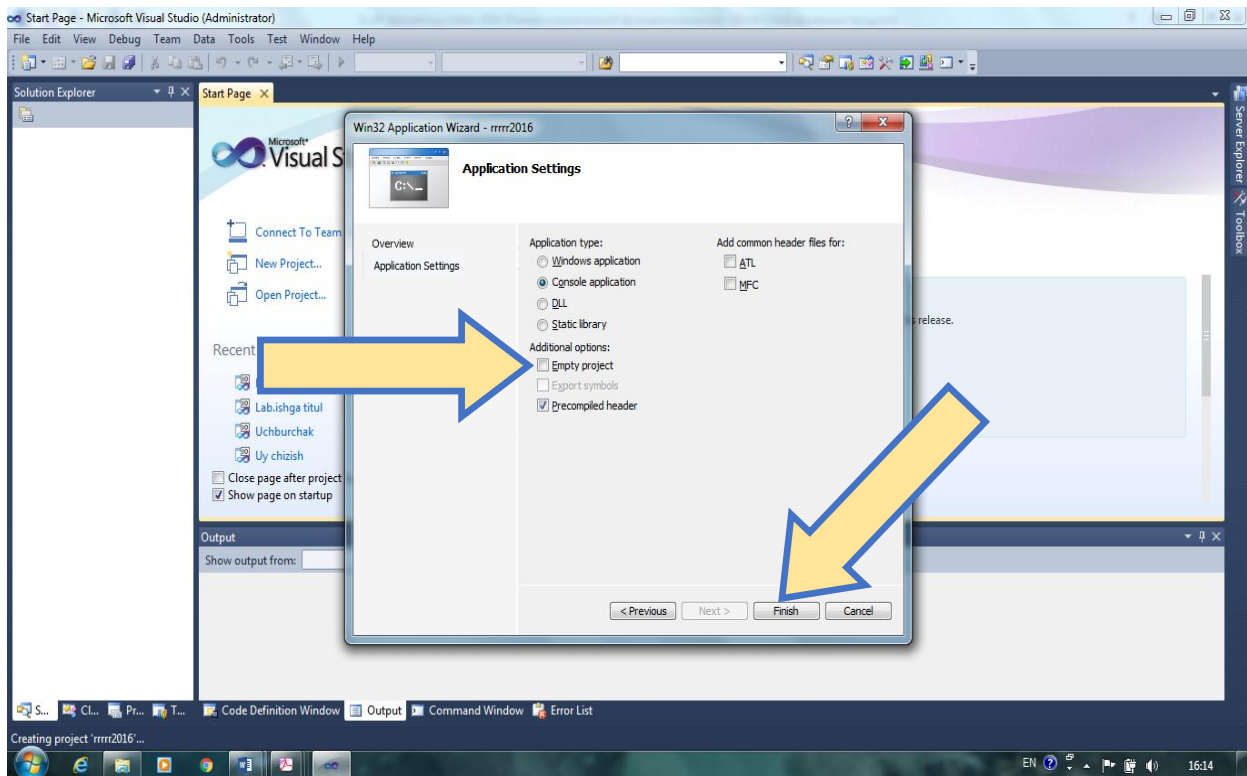 Start Page - Microsoft Visual Studio (Administrator)
File Edit View Debug Team Data Tools Test Window Help
Solution Explorer
Start Page
Server Explorer
Toolbox
Microsoft
Visual S
Connect To Team
New Project...
Open Project...
Recent
Lab.ishga titul
Uchburchak
Uy chizish
Close page after project
Show page on startup
release.
Win32 Application Wizard - rrrrr2016
C:\_
Application Settings
Overview
Application Settings
Application type:
Windows application
Console application
DLL
Static library
Additional options:
Empty project
Export symbols
Precompiled header
Add common header files for:
ATL
MFC
< Previous Next > Finish Cancel
Output
Show output from:
S... Cl... Pr... T... Code Definition Window Output Command Window Error List
Creating project 'rrrrr2016'...
EN 16:14